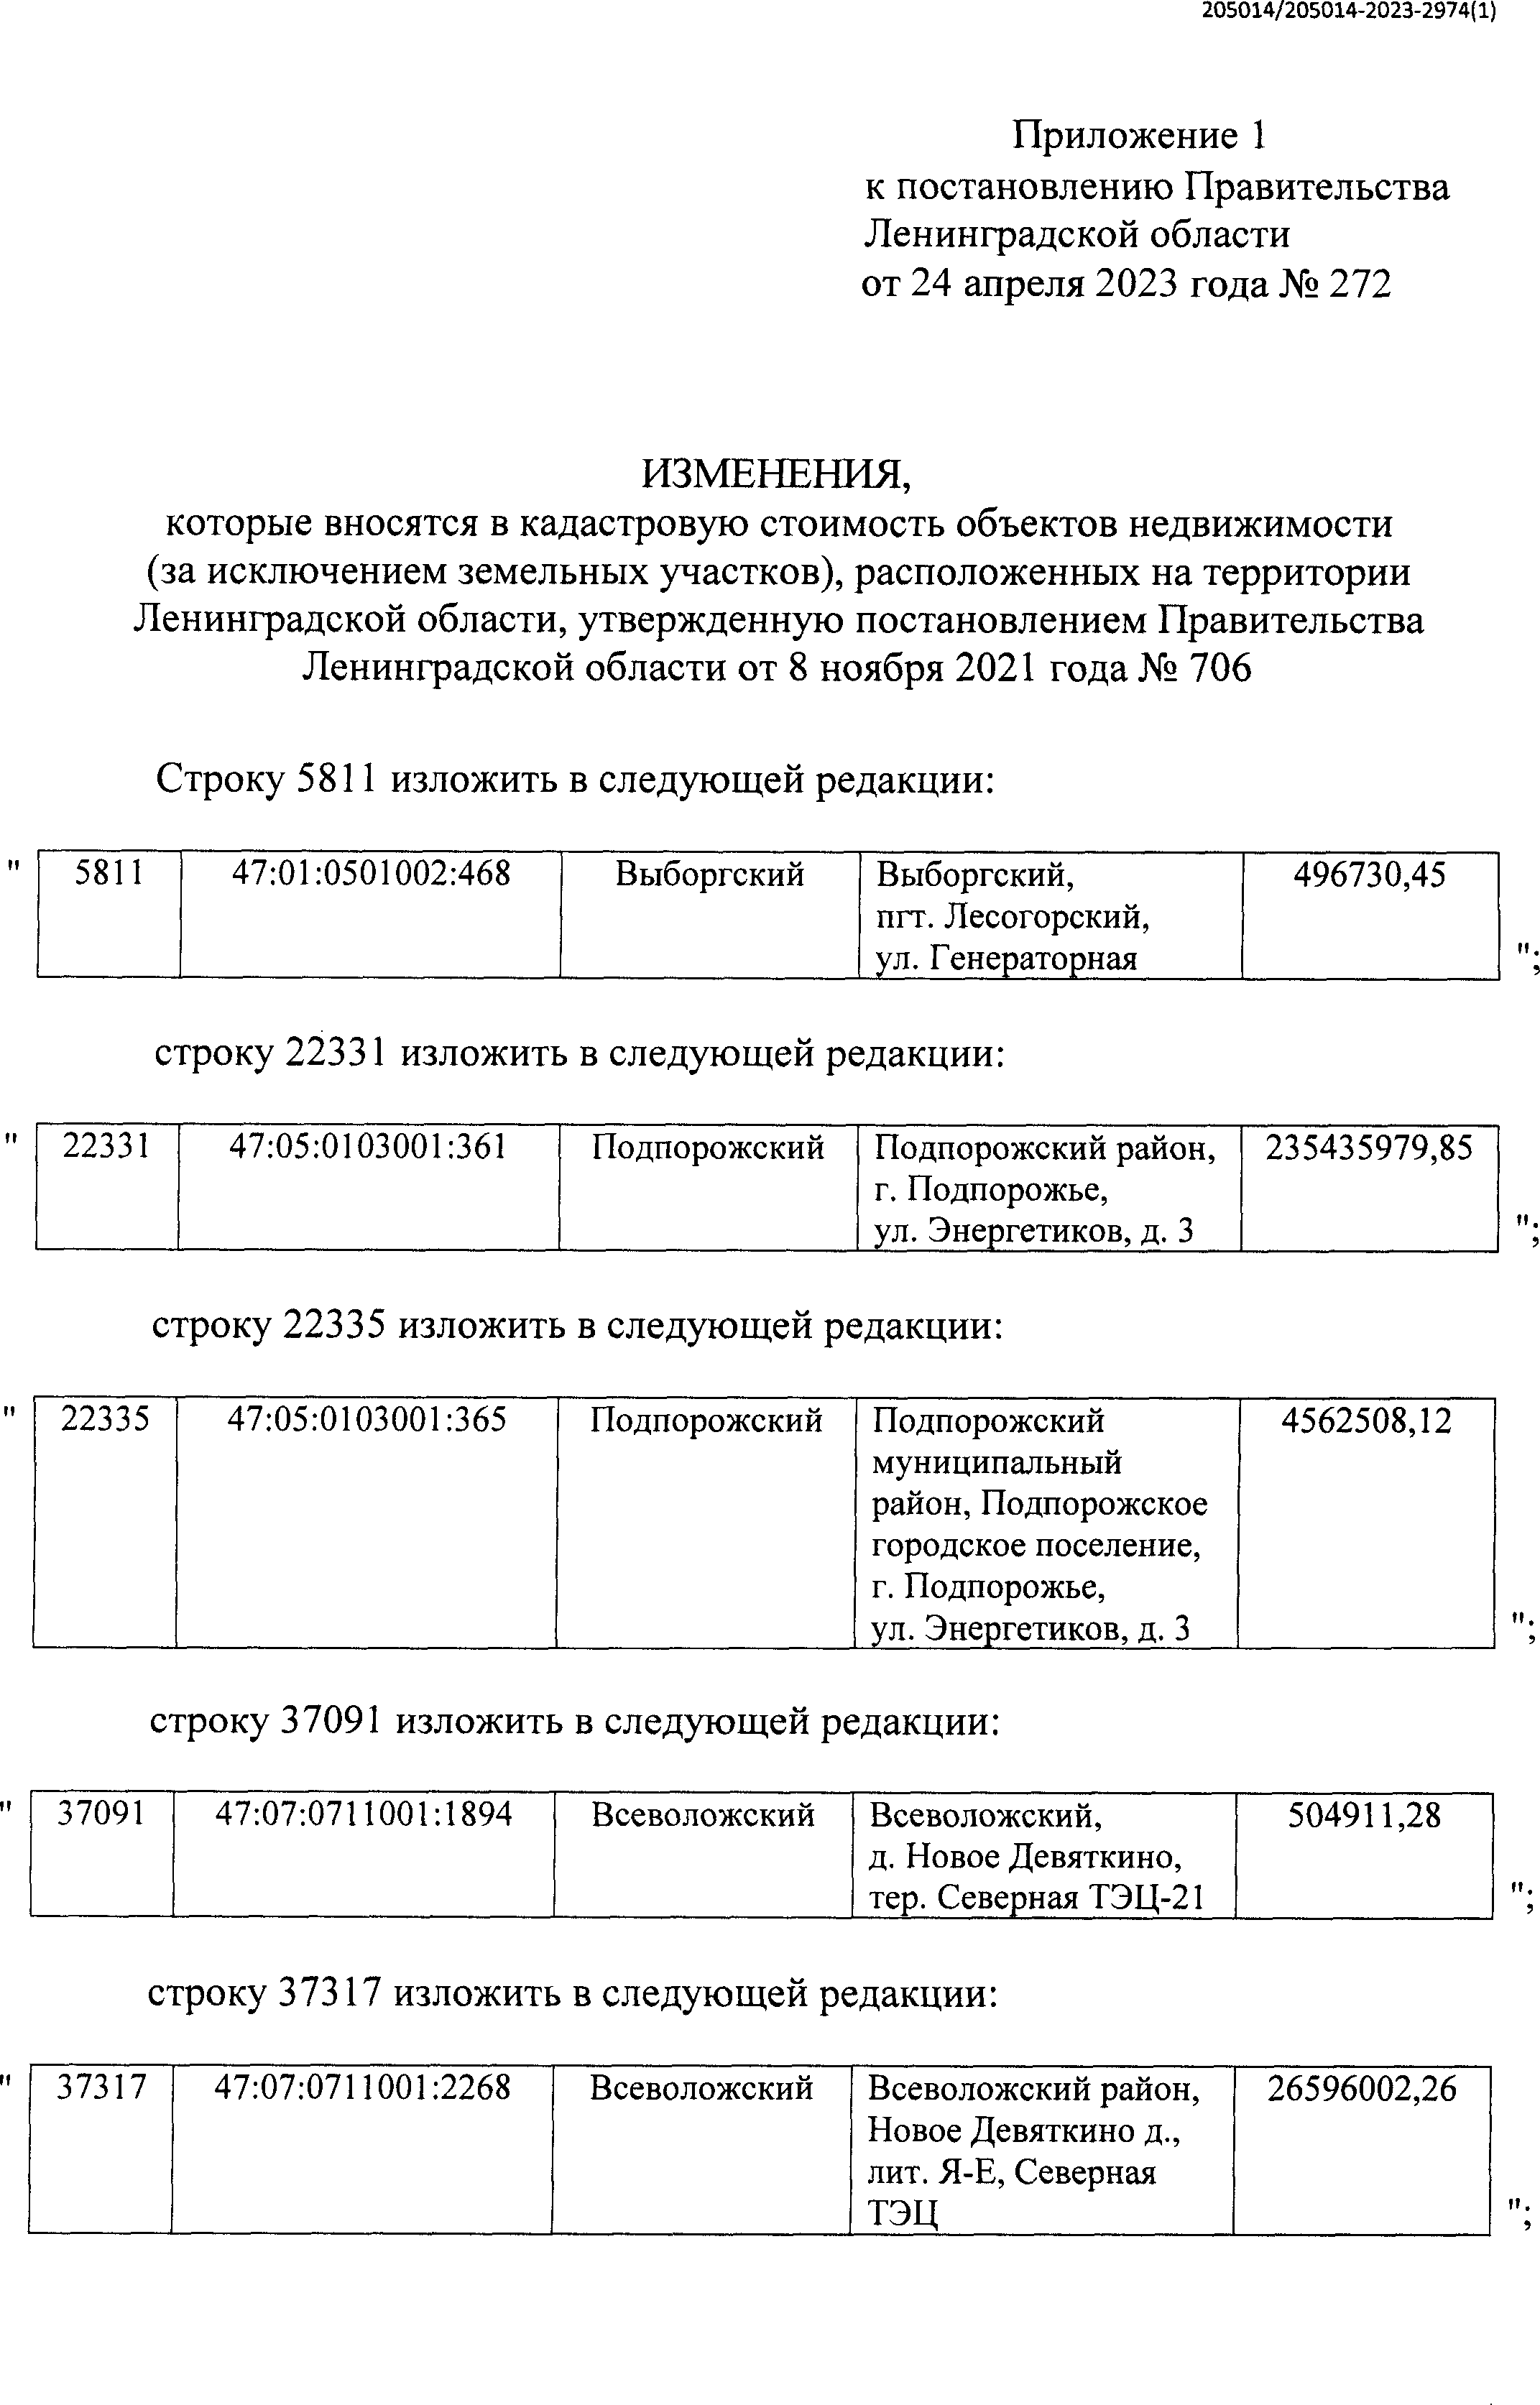 205014/205014-2023-2974(1)
Приложение 1
к постановлению Правительства
Ленинградской области
от 24 апреля 2023 года № 272
ИЗМЕНЕНИЯ,
которые вносятся в кадастровую стоимость объектов недвижимости
(за исключением земельных участков), расположенных на территории
Ленинградской области, утвержденную постановлением Правительства
Ленинградской области от 8 ноября 2021 года № 706
Строку 5811 изложить в следующей редакции:
" 5811 47:01:0501002:468 Выборгский Выборгский, 496730,45
пгт. Лесогорский,
ул. Генераторная ";
строку 22331 изложить в следующей редакции:
" 22331 47:05:0103001:361 Подпорожский Подпорожский район, 235435979,85
г. Подпорожье,
ул. Энергетиков, д. 3 ";
строку 22335 изложить в следующей редакции:
" 22335 47:05:0103001:365 Подпорожский Подпорожский 4562508,12
муниципальный
район, Подпорожское
городское поселение,
г. Подпорожье,
ул. Энергетиков, д. 3 ";
строку 37091 изложить в следующей редакции:
" 37091 47:07:0711001:1894 Всеволожский Всеволожский, 504911,28
д. Новое Девяткино,
тер. Северная ТЭЦ-21 ";
строку 37317 изложить в следующей редакции:
" 37317 47:07:0711001:2268 Всеволожский Всеволожский район, 26596002,26
Новое Девяткино д.,
лит. Я-Е, Северная
ТЭЦ ";